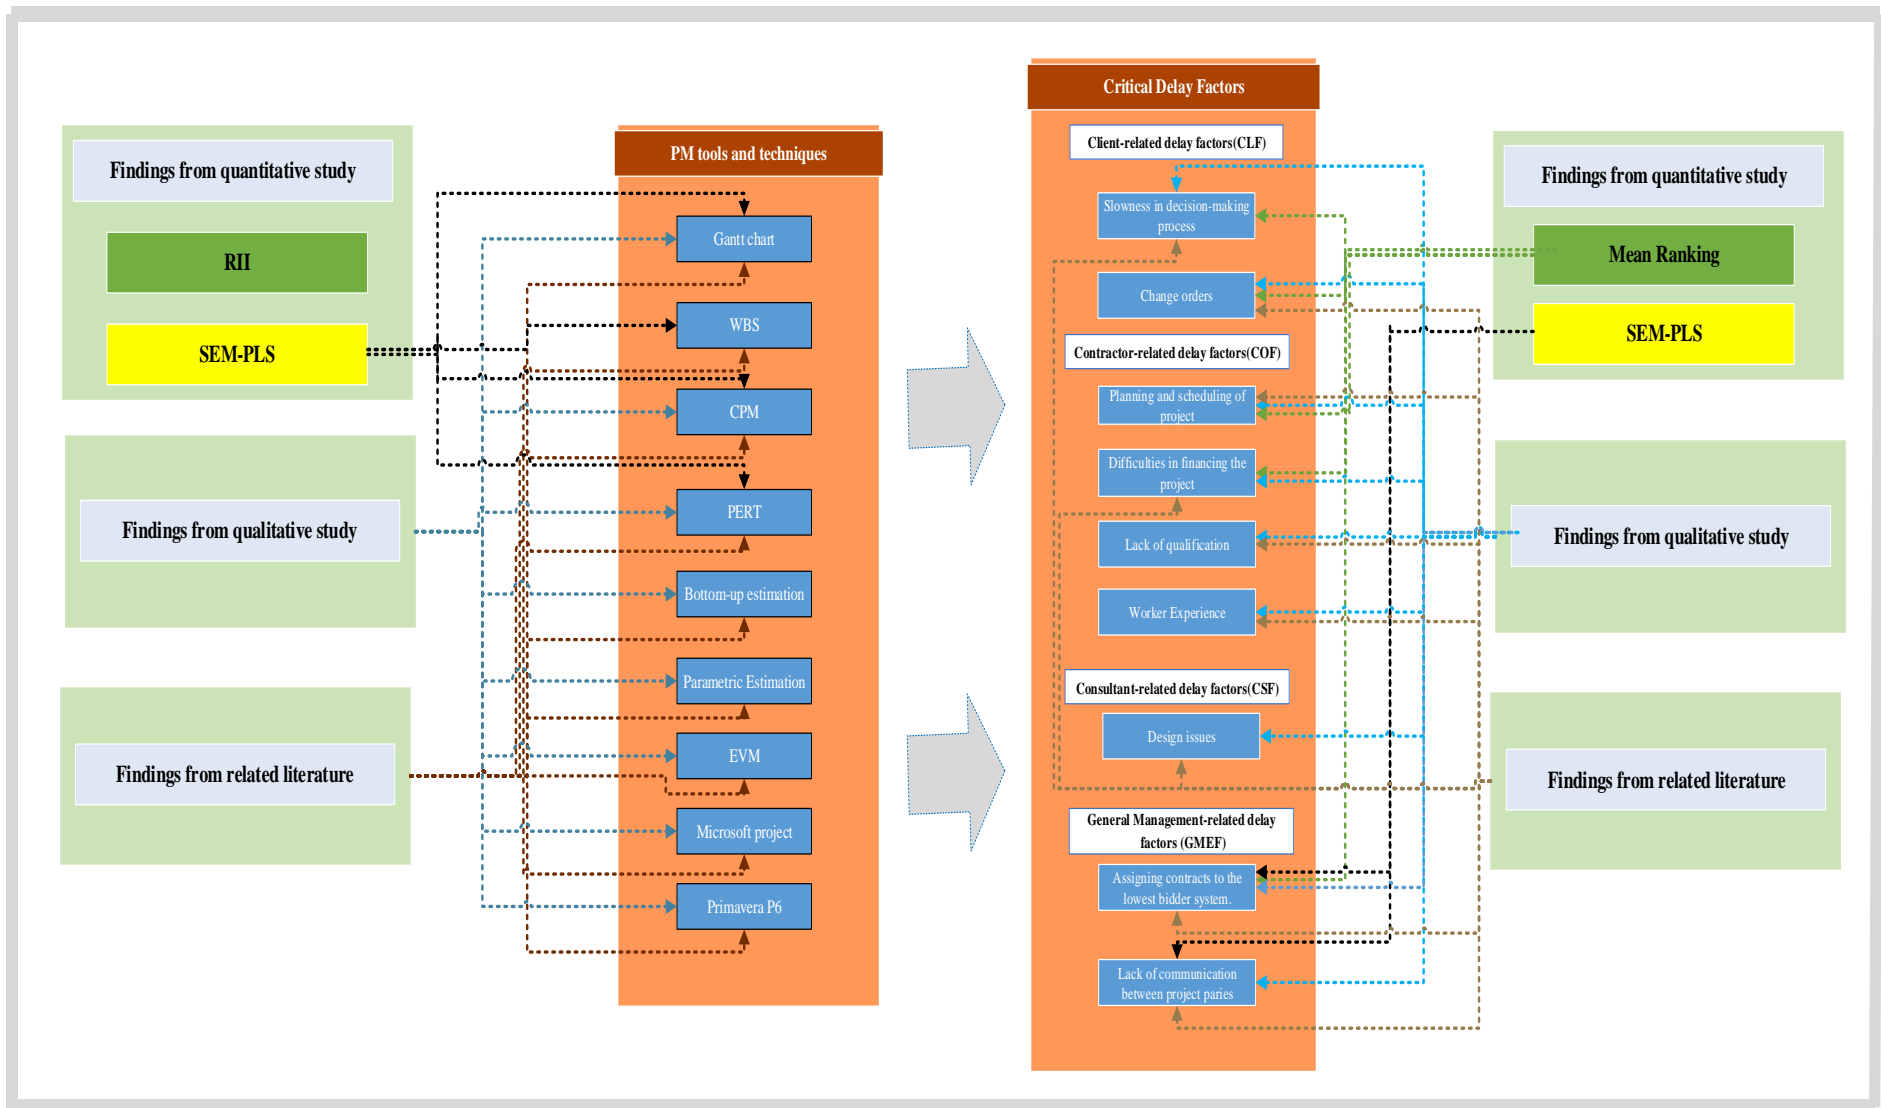 Findings from quantitative study
RII
SEM-PLS
Findings from qualitative study
Findings from related literature
PM tools and techniques
Gantt chart
WBS
CPM
PERT
Bottom-up estimation
Parametric Estimation
EVM
Microsoft project
Primavera P6
Critical Delay Factors
Client-related delay factors(CLF)
Slowness in decision-making
process
Change orders
Contractor-related delay factors(COF)
Planning and scheduling of
project
Difficulties in financing the
project
Lack of qualification
Worker Experience
Consultant-related delay factors(CSF)
Design issues
General Management-related delay
factors (GMEF)
Assigning contracts to the
lowest bidder system.
Lack of communication
between project paries
Findings from quantitative study
Mean Ranking
SEM-PLS
Findings from qualitative study
Findings from related literature